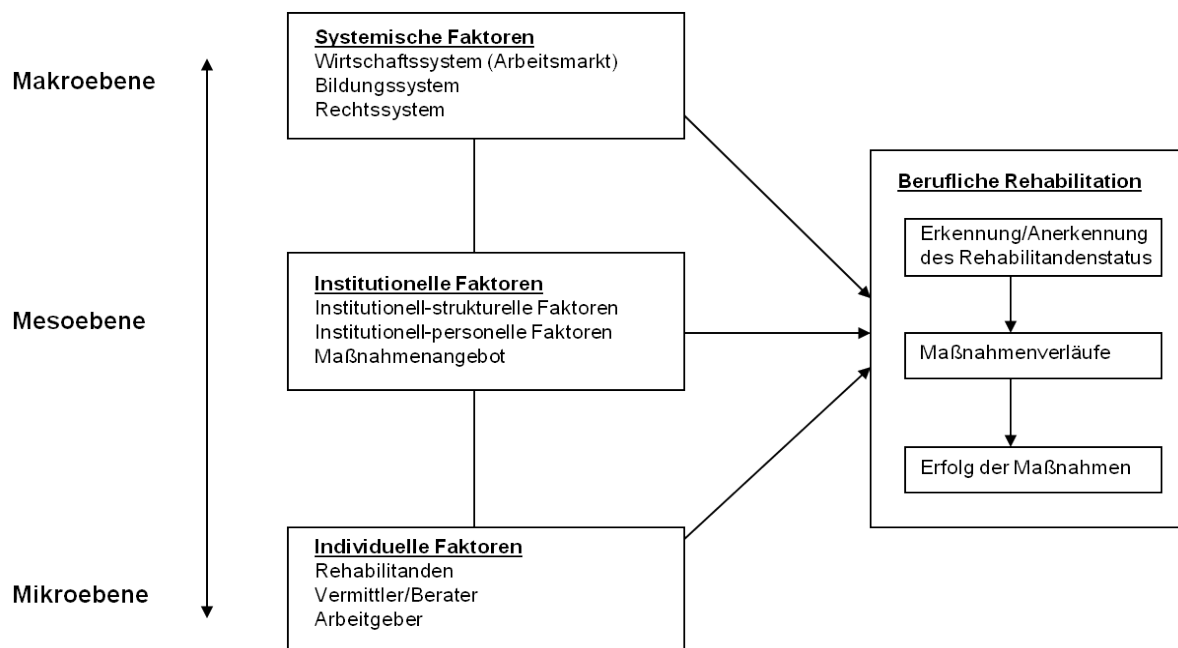 Makroebene
Systemische Faktoren
Wirtschaftssystem (Arbeitsmarkt)
Bildungssystem
Rechtssystem
Mesoebene
Institutionelle Faktoren
Institutionell-strukturelle Faktoren
Institutionell-personelle Faktoren
Maßnahmenangebot
Mikroebene
Individuelle Faktoren
Rehabilitanden
Vermittler/Berater
Arbeitgeber
Berufliche Rehabilitation
Erkennung/Anerkennung
des Rehabilitandenstatus
Maßnahmenverläufe
Erfolg der Maßnahmen